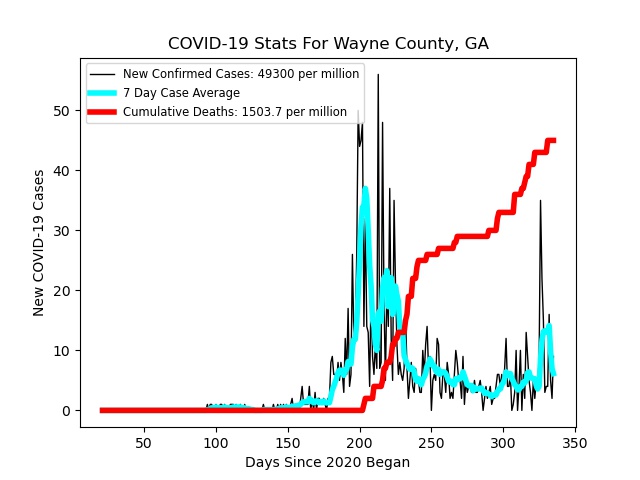 COVID-19 Stats For Wayne County, GA
New Confirmed Cases: 49300 per million
7 Day Case Average
Cumulative Deaths: 1503.7 per million
New COVID-19 Cases
50
40
30
20
10
0
50 100 150 200 250 300 350
Days Since 2020 Began